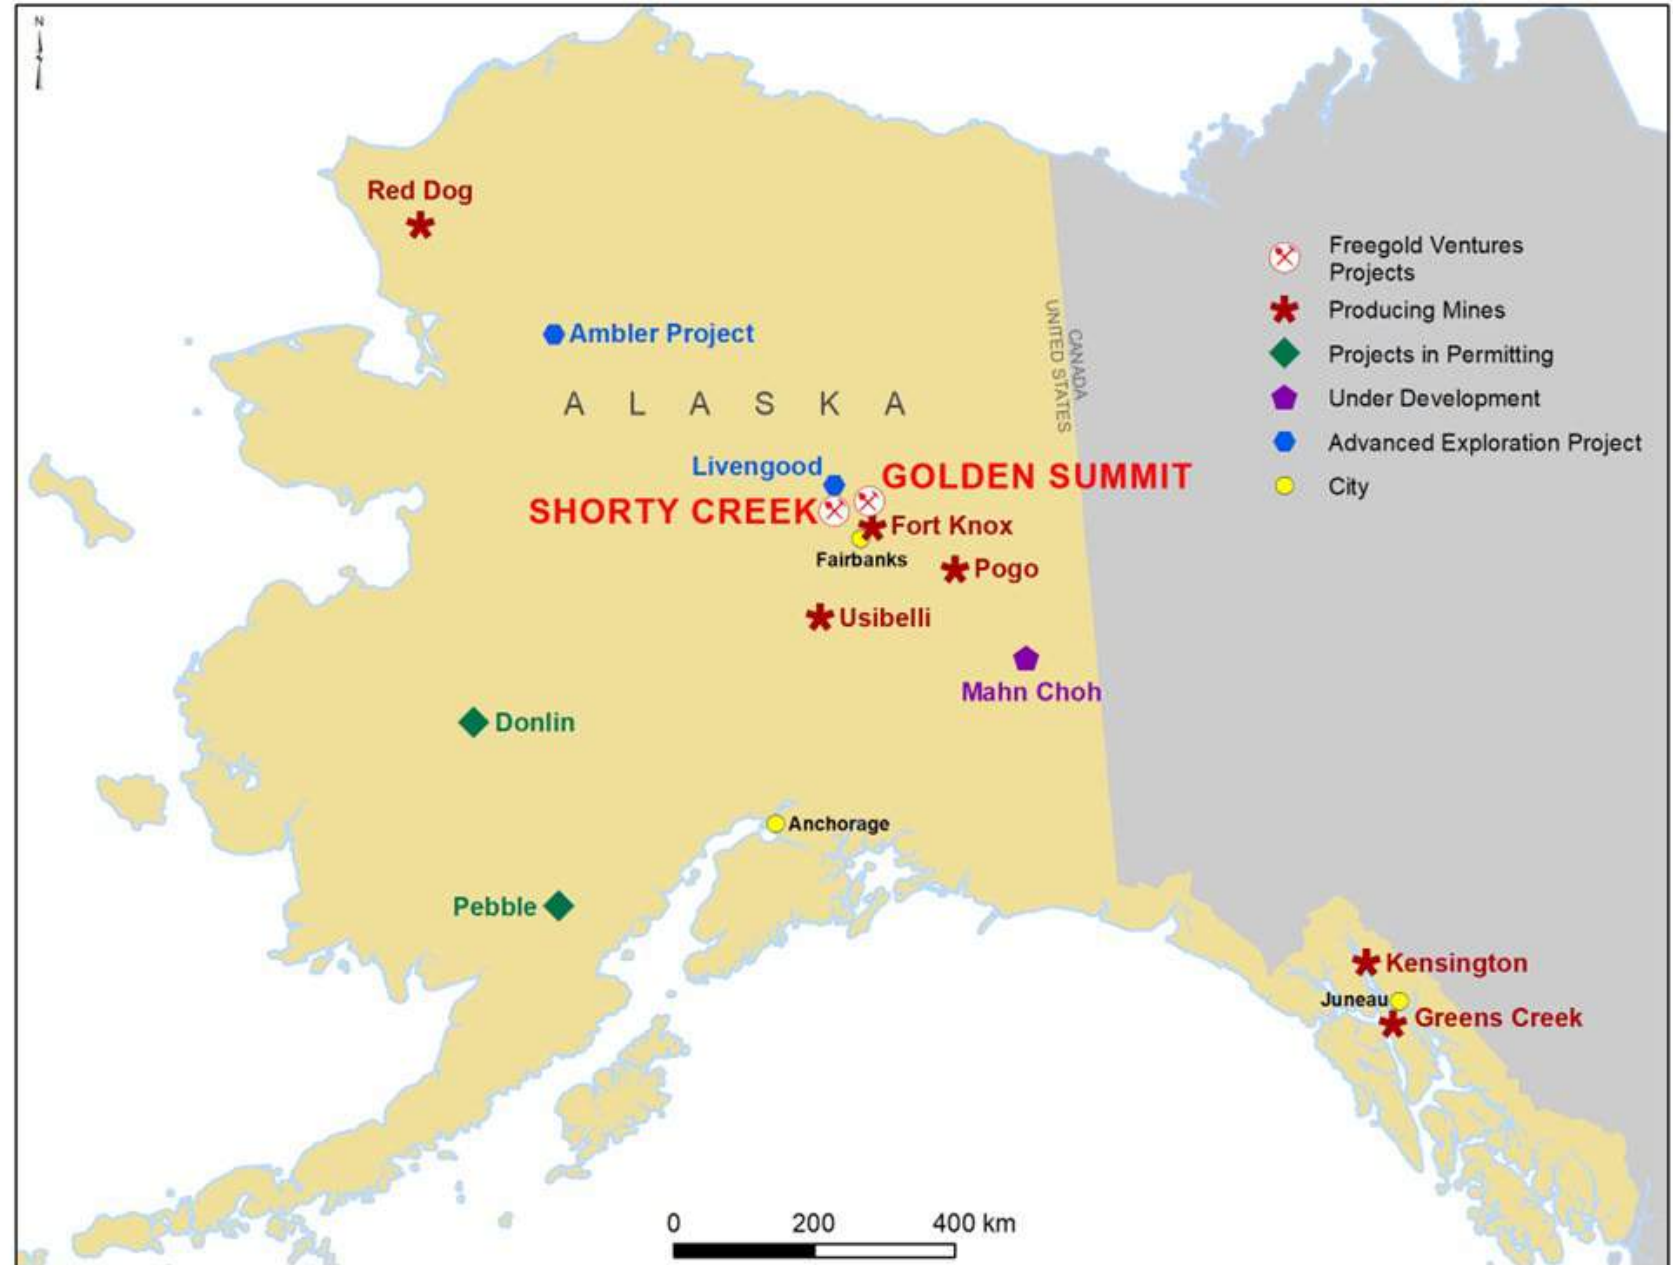 N
Red Dog
Ambler Project
A L A S K A
CANADA
UNITED STATES
Livengood
GOLDEN SUMMIT
SHORTY CREEK
Fort Knox
Fairbanks
Pogo
Usibelli
Mahn Choh
Donlin
Anchorage
Pebble
Kensington
Juneau
Greens Creek
Freegold Ventures
Projects
Producing Mines
Projects in Permitting
Under Development
Advanced Exploration Project
City
0 200 400 km